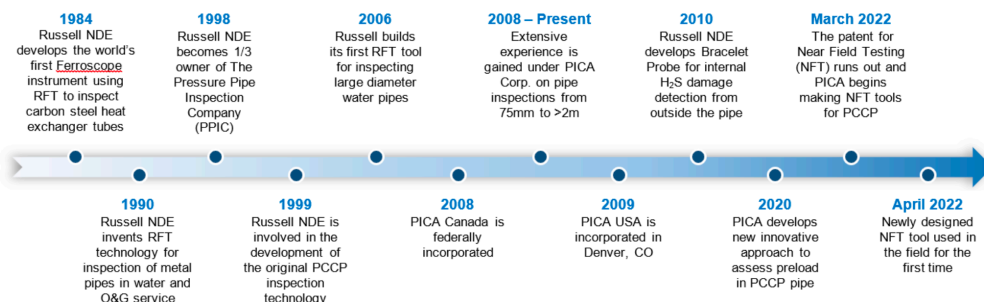 1984
Russell NDE
develops the world's
first Ferroscope
instrument using
RFT to inspect
carbon steel heat
exchanger tubes
1998
Russell NDE
becomes 1/3
owner of The
Pressure Pipe
Inspection
Company
(PPIC)
2006
Russell builds
its first RFT tool
for inspecting
large diameter
water pipes
2008 – Present
Extensive
experience is
gained under PICA
Corp. on pipe
inspections from
75mm to >2m
2010
Russell NDE
develops Bracelet
Probe for internal
H₂S damage
detection from
outside the pipe
March 2022
The patent for
Near Field Testing
(NFT) runs out and
PICA begins
making NFT tools
for PCCP
1990
Russell NDE
invents RFT
technology for
inspection of metal
pipes in water and
O&G service
1999
Russell NDE is
involved in the
development of
the original PCCP
inspection
technology
2008
PICA Canada is
federally
incorporated
2009
PICA USA is
incorporated in
Denver, CO
2020
PICA develops
new innovative
approach to
assess preload
in PCCP pipe
April 2022
Newly designed
NFT tool used in
the field for the
first time